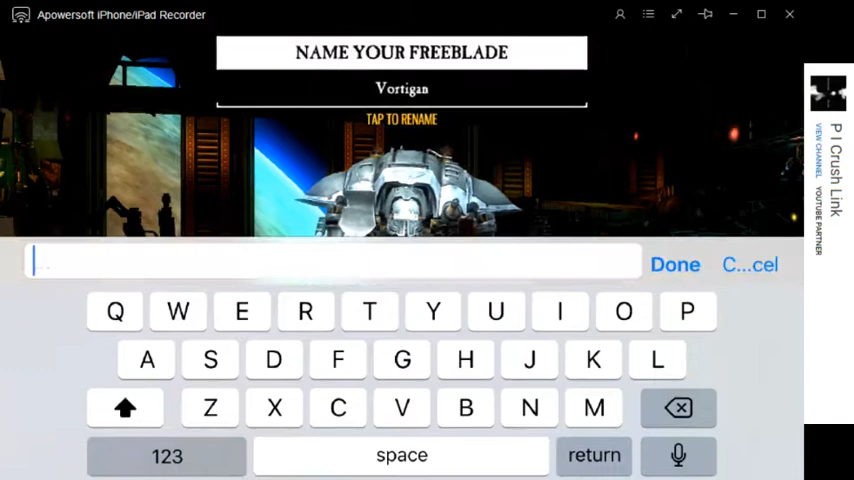 Apowersoft iPhone/iPad Recorder
NAME YOUR FREEBLADE
Vortigan
TAP TO RENAME
P I Crush Link
VIEW CHANNEL YOUTUBE PARTNER
Done C...cel
Q W E R T Y U I O P
A S D F G H J K L
Z X C V B N M
123 space return